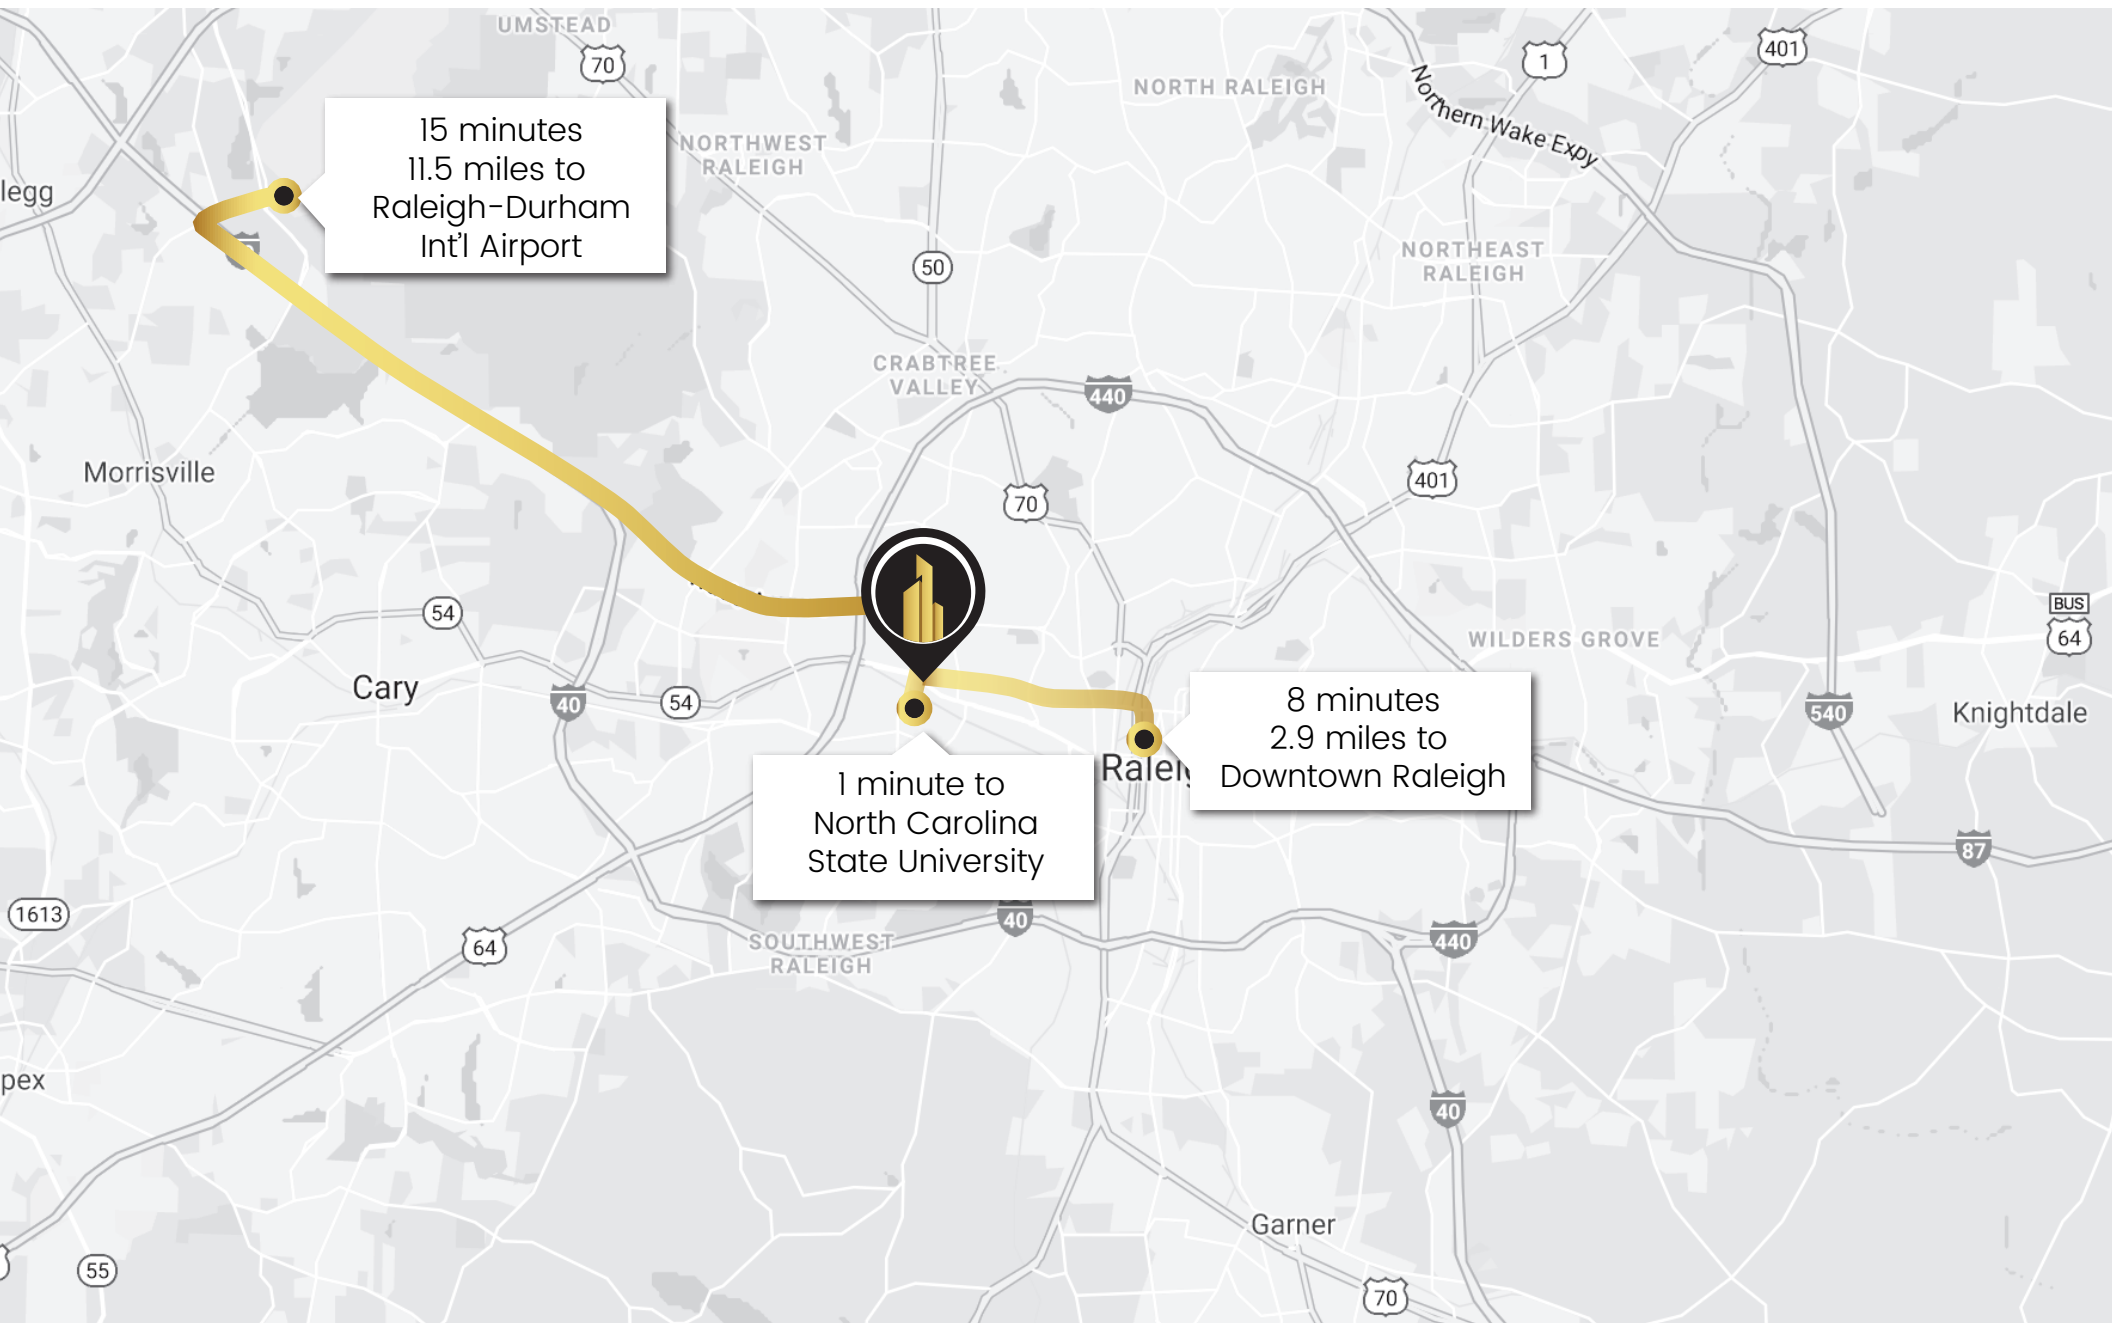 UMSTEAD
70
1
401
NORTH RALEIGH
Northern Wake Expy
15 minutes
11.5 miles to
Raleigh-Durham
Int'l Airport
NORTHWEST
RALEIGH
legg
50
NORTHEAST
RALEIGH
CRABTREE
VALLEY
440
Morrisville
401
70
54
BUS
64
WILDERS GROVE
Cary
40
54
8 minutes
2.9 miles to
Downtown Raleigh
540
Knightdale
Raleig
1 minute to
North Carolina
State University
87
1613
64
40
440
SOUTHWEST
RALEIGH
pex
40
Garner
55
70